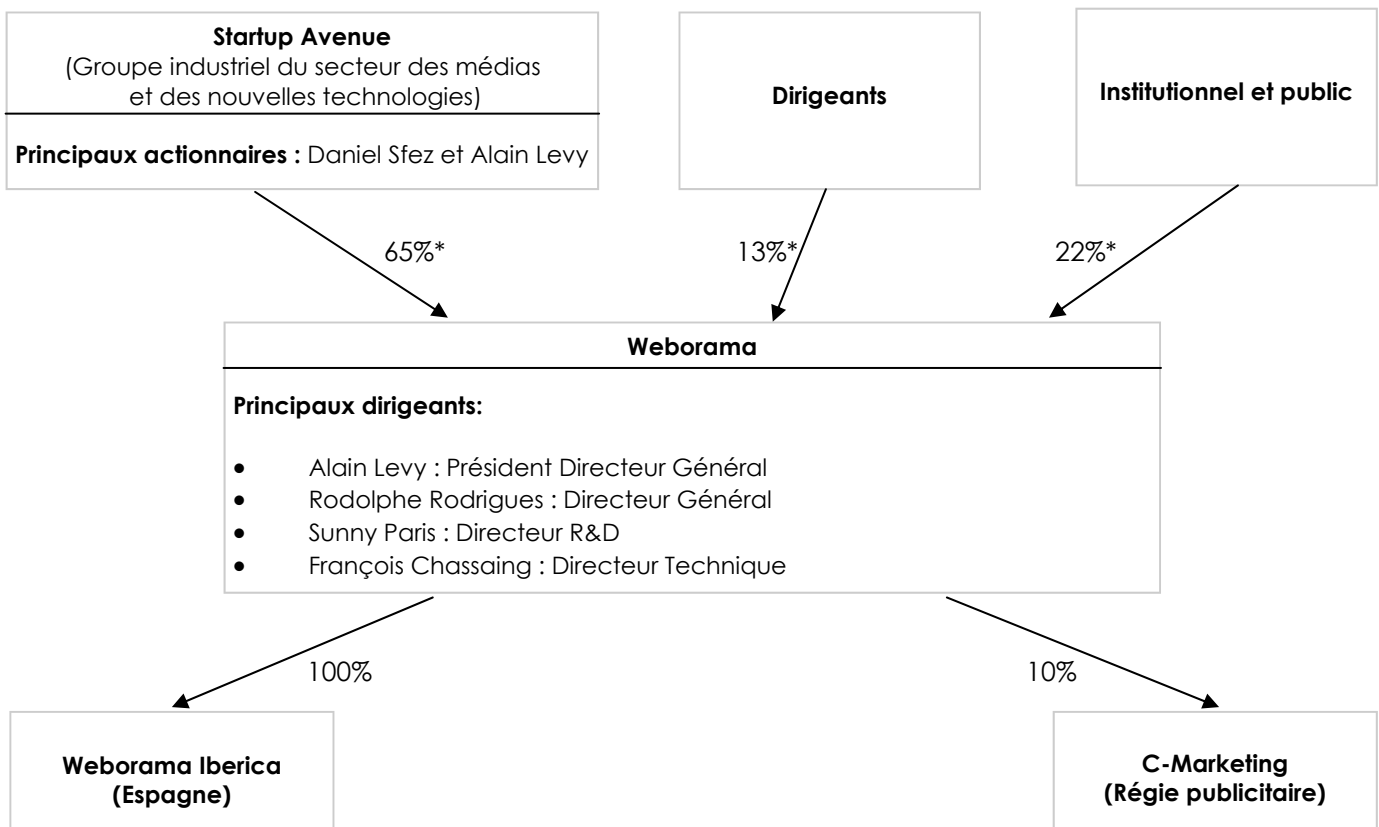 Startup Avenue
(Groupe industriel du secteur des médias
et des nouvelles technologies)
Principaux actionnaires : Daniel Sfez et Alain Levy
Dirigeants
Institutionnel et public
65%*
13%*
22%*
Weborama
Principaux dirigeants:
• Alain Levy : Président Directeur Général
• Rodolphe Rodrigues : Directeur Général
• Sunny Paris : Directeur R&D
• François Chassaing : Directeur Technique
100%
10%
Weborama Iberica
(Espagne)
C-Marketing
(Régie publicitaire)